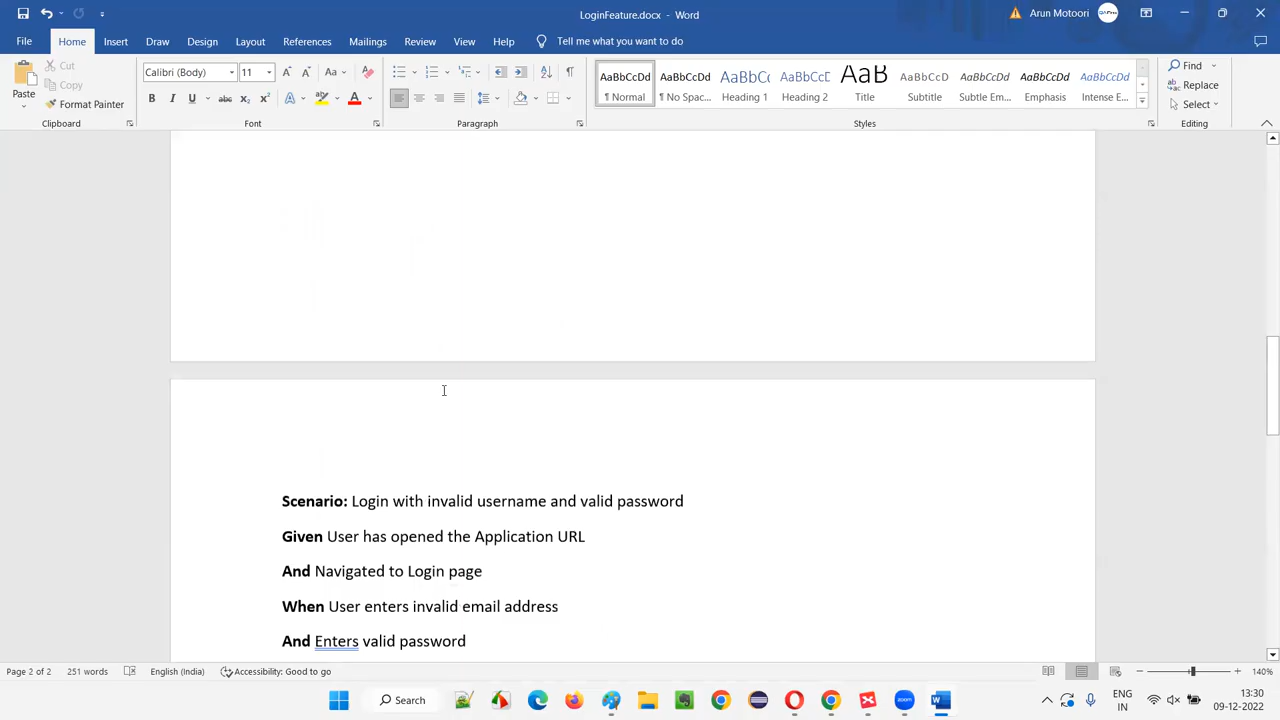 LoginFeature.docx - Word
Arun Motoori
File Home Insert Draw Design Layout References Mailings Review View Help Tell me what you want to do
Paste
Cut
Copy
Format Painter
Clipboard
Calibri (Body) 11
Font
Paragraph
AaBbCcDd AaBbCcDd AaBbCc AaBbCcE AaB AaBbCcDd AaBbCcDd AaBbCcDd AaBbCcDd
¶ Normal ¶ No Spac... Heading 1 Heading 2 Title Subtitle Subtle Em... Emphasis Intense E...
Styles
Find
Replace
Select
Editing
Scenario: Login with invalid username and valid password
Given User has opened the Application URL
And Navigated to Login page
When User enters invalid email address
And Enters valid password
Page 2 of 2 251 words English (India) Accessibility: Good to go 140%
Search
ENG
IN
13:30
09-12-2022